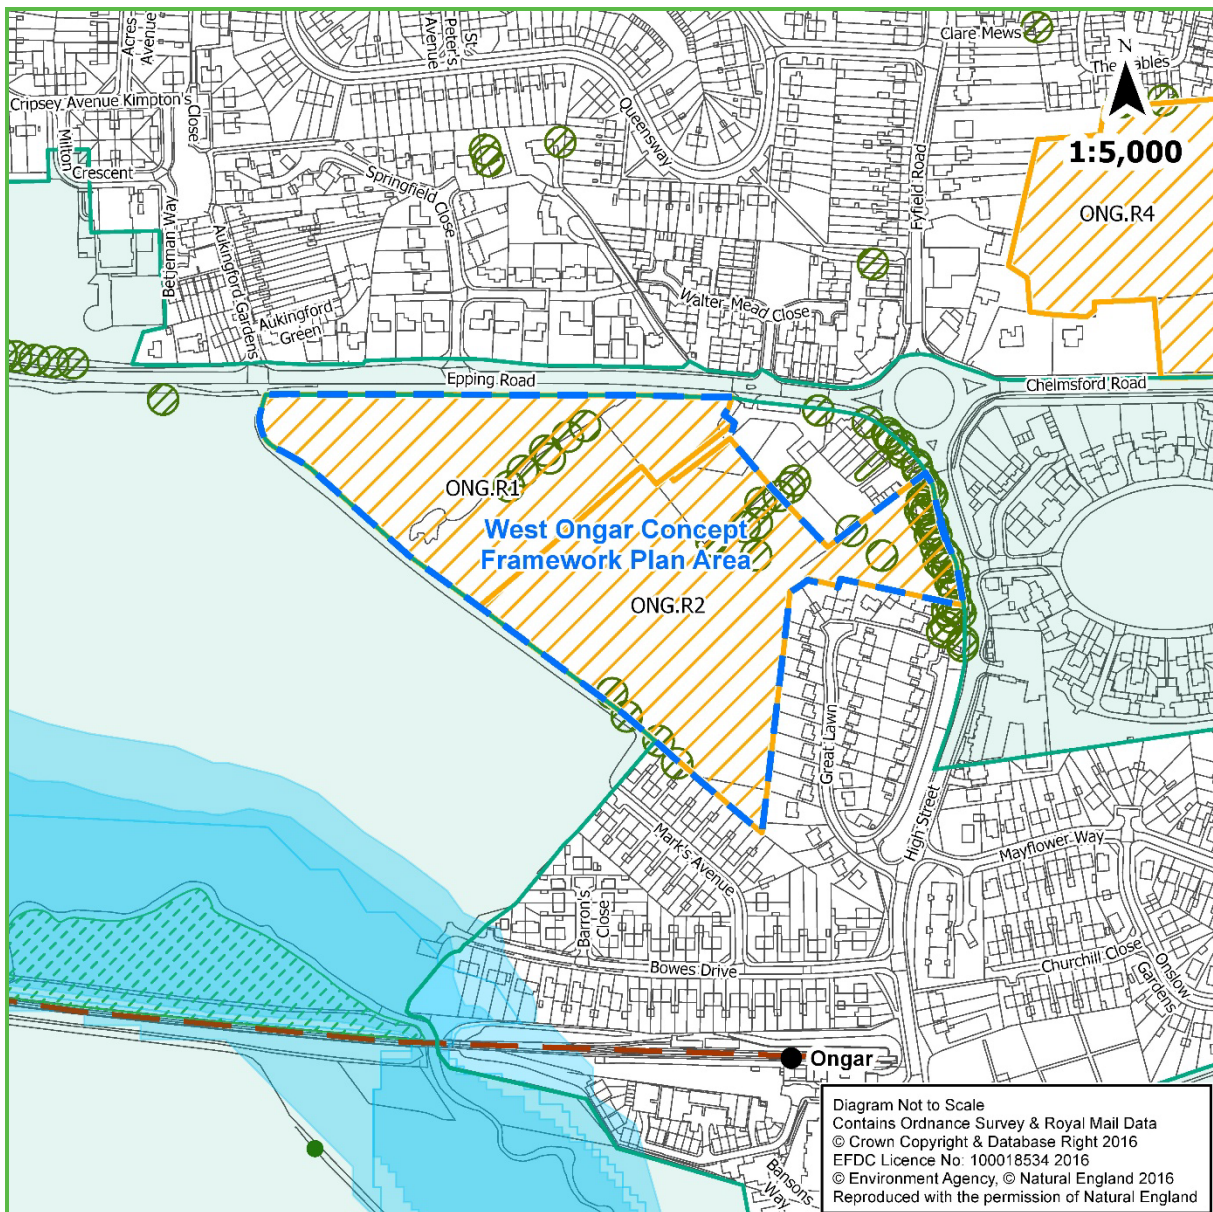 Acres
Avenue
St.
Peter's
Avenue
Clare Mews
N
The
bles
Cripsey Avenue
Kimpton's
Close
Queensway
1:5,000
Milton
Crescent
Springfield Close
Fyfield Road
ONG.R4
Betjeman Way
Aukingford Gardens
Aukingford
Green
Walter Mead Close
Epping Road
Chelmsford Road
ONG.R1
West Ongar Concept
Framework Plan Area
ONG.R2
Great Lawn
High Street
Mark's Avenue
Mayflower Way
Barron's
Close
Bowes Drive
Churchill Close
Onslow
Gardens
Ongar
Bansons
Way
Diagram Not to Scale
Contains Ordnance Survey & Royal Mail Data
© Crown Copyright & Database Right 2016
EFDC Licence No: 100018534 2016
© Environment Agency, © Natural England 2016
Reproduced with the permission of Natural England